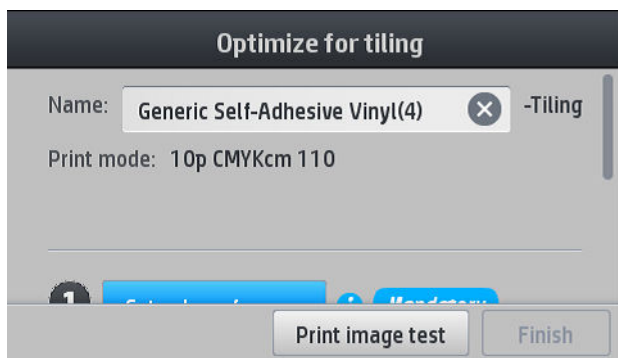 Optimize for tiling
Name: Generic Self-Adhesive Vinyl(4) -Tiling
Print mode: 10p CMYKcm 110
1 Mandatory
Print image test Finish